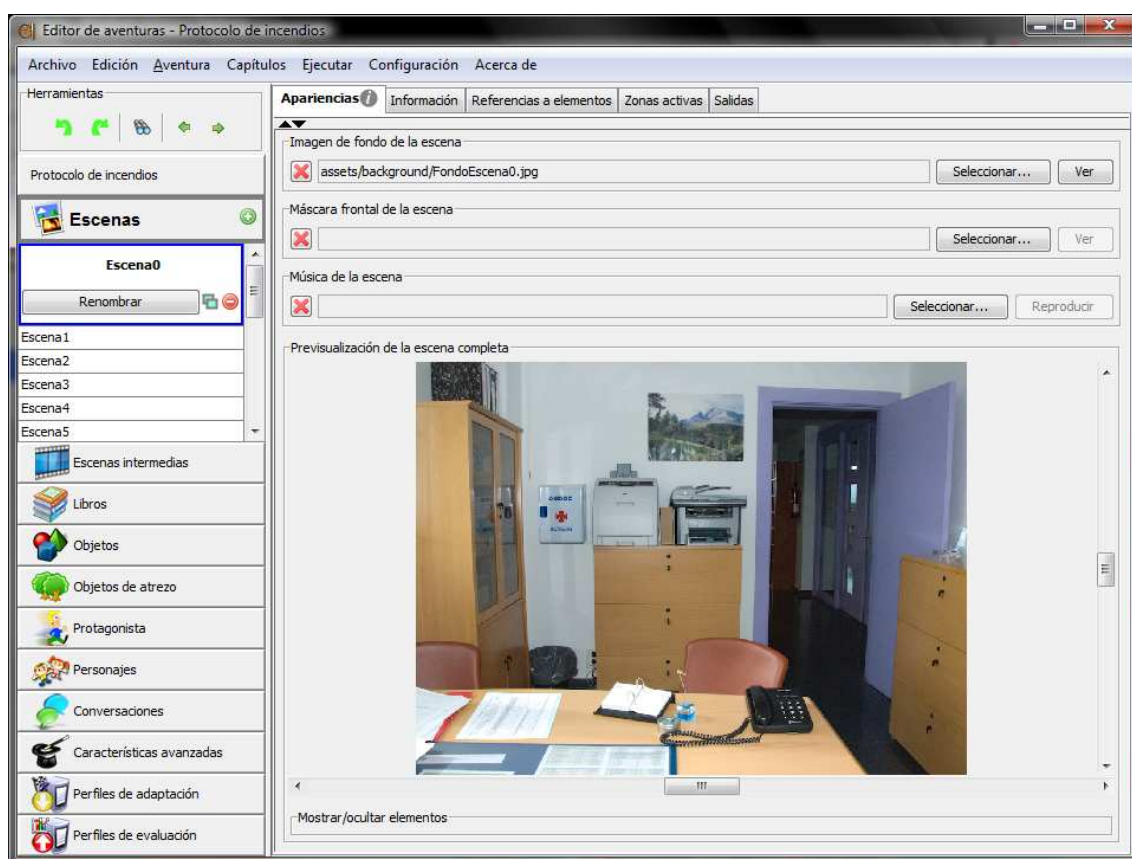 Editor de aventuras - Protocolo de incendios
Archivo Edición Aventura Capítulos Ejecutar Configuración Acerca de
Herramientas
Protocolo de incendios
Escenas
Escena0
Renombrar
Escena1
Escena2
Escena3
Escena4
Escena5
Escenas intermedias
Libros
Objetos
Objetos de atrezo
Protagonista
Personajes
Conversaciones
Características avanzadas
Perfiles de adaptación
Perfiles de evaluación
Apariencias Información Referencias a elementos Zonas activas Salidas
Imagen de fondo de la escena
assets/background/FondoEscena0.jpg Seleccionar... Ver
Máscara frontal de la escena
Seleccionar... Ver
Música de la escena
Seleccionar... Reproducir
Previsualización de la escena completa
Mostrar/ocultar elementos